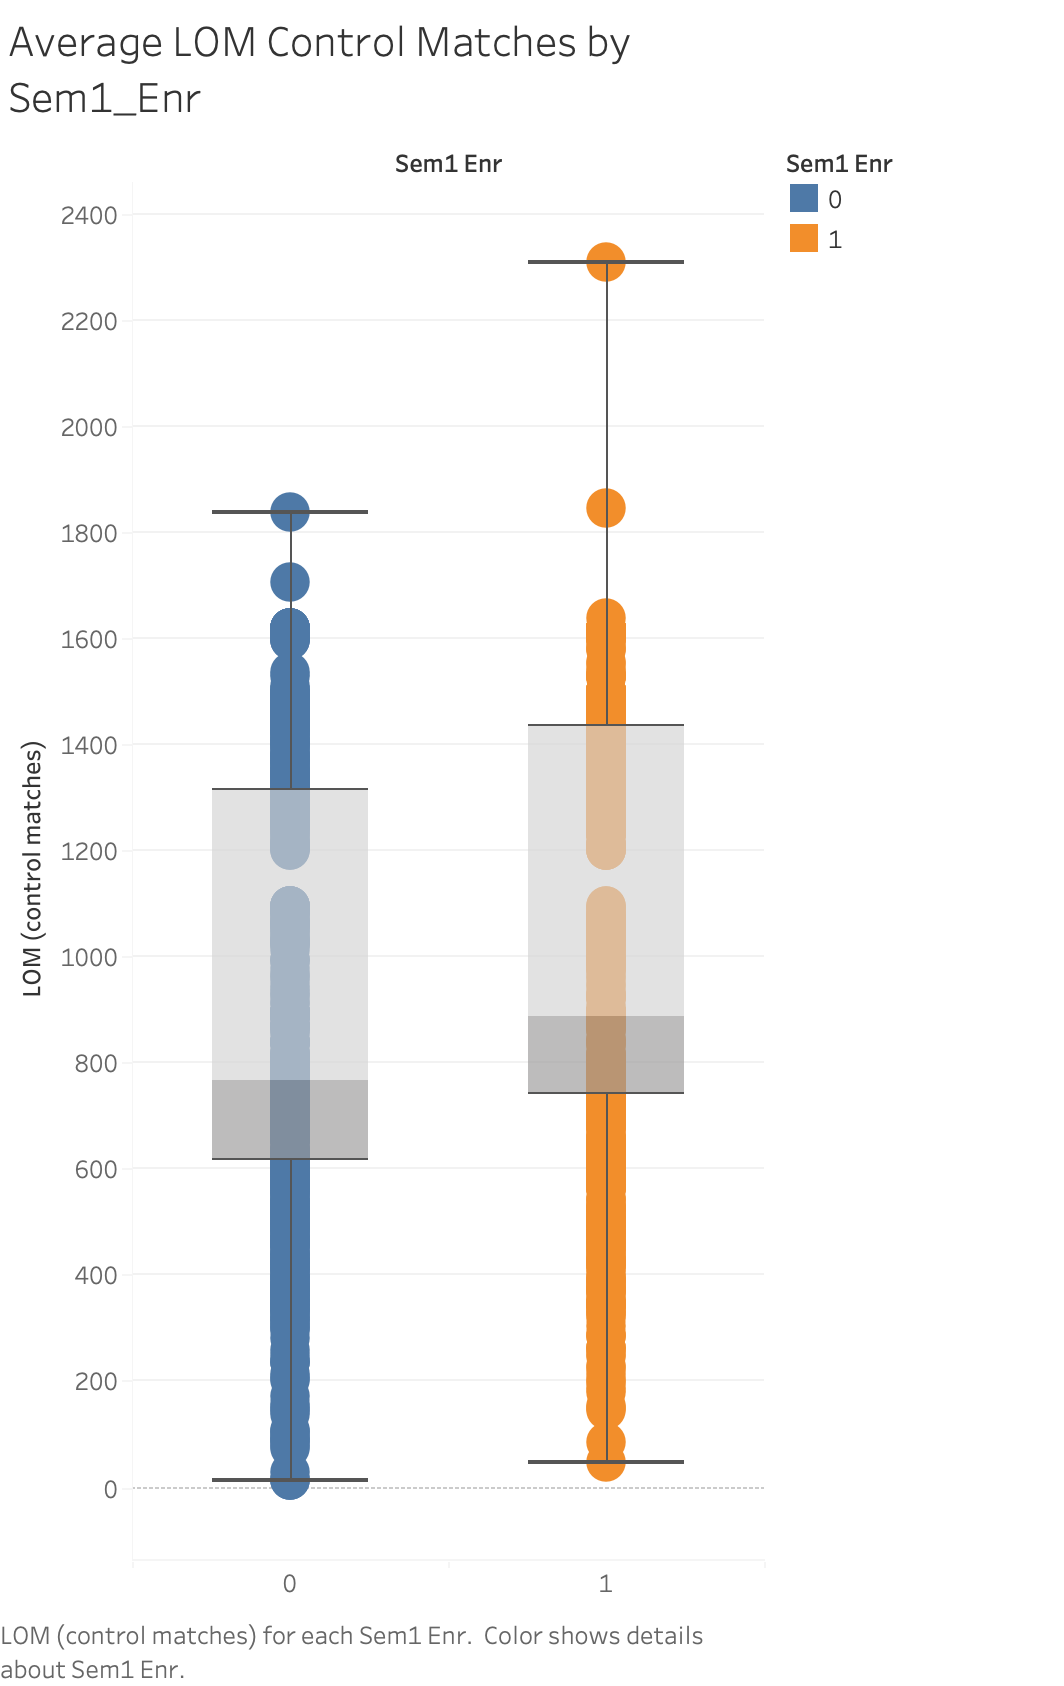 Average LOM Control Matches by
Sem1_Enr
Sem1 Enr
Sem1 Enr
0
1
2400
2200
2000
1800
1600
1400
1200
1000
800
600
400
200
0
LOM (control matches)
0
1
LOM (control matches) for each Sem1 Enr.  Color shows details
about Sem1 Enr.